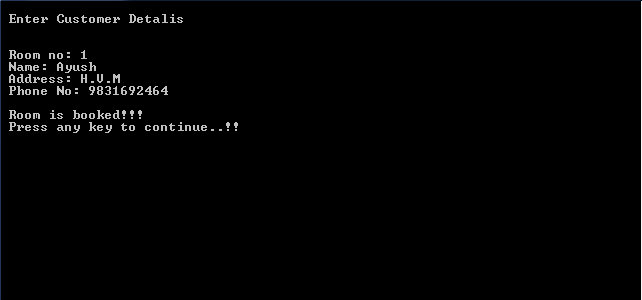 Enter Customer Detalis
Room no: 1
Name: Ayush
Address: H.V.M
Phone No: 9831692464
Room is booked!!!
Press any key to continue..!!